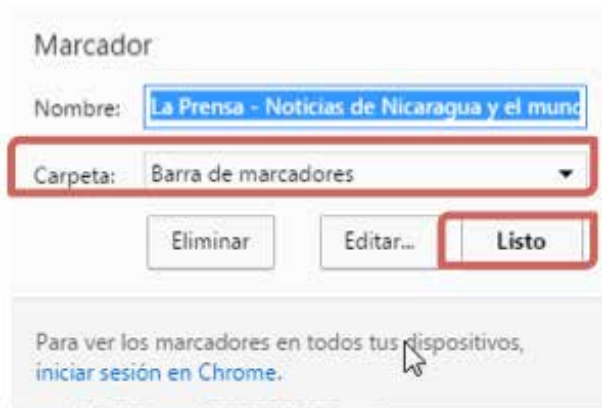 Marcador
Nombre: La Prensa - Noticias de Nicaragua y el mund
Carpeta: Barra de marcadores
Eliminar Editar... Listo
Para ver los marcadores en todos tus dispositivos,
iniciar sesión en Chrome.